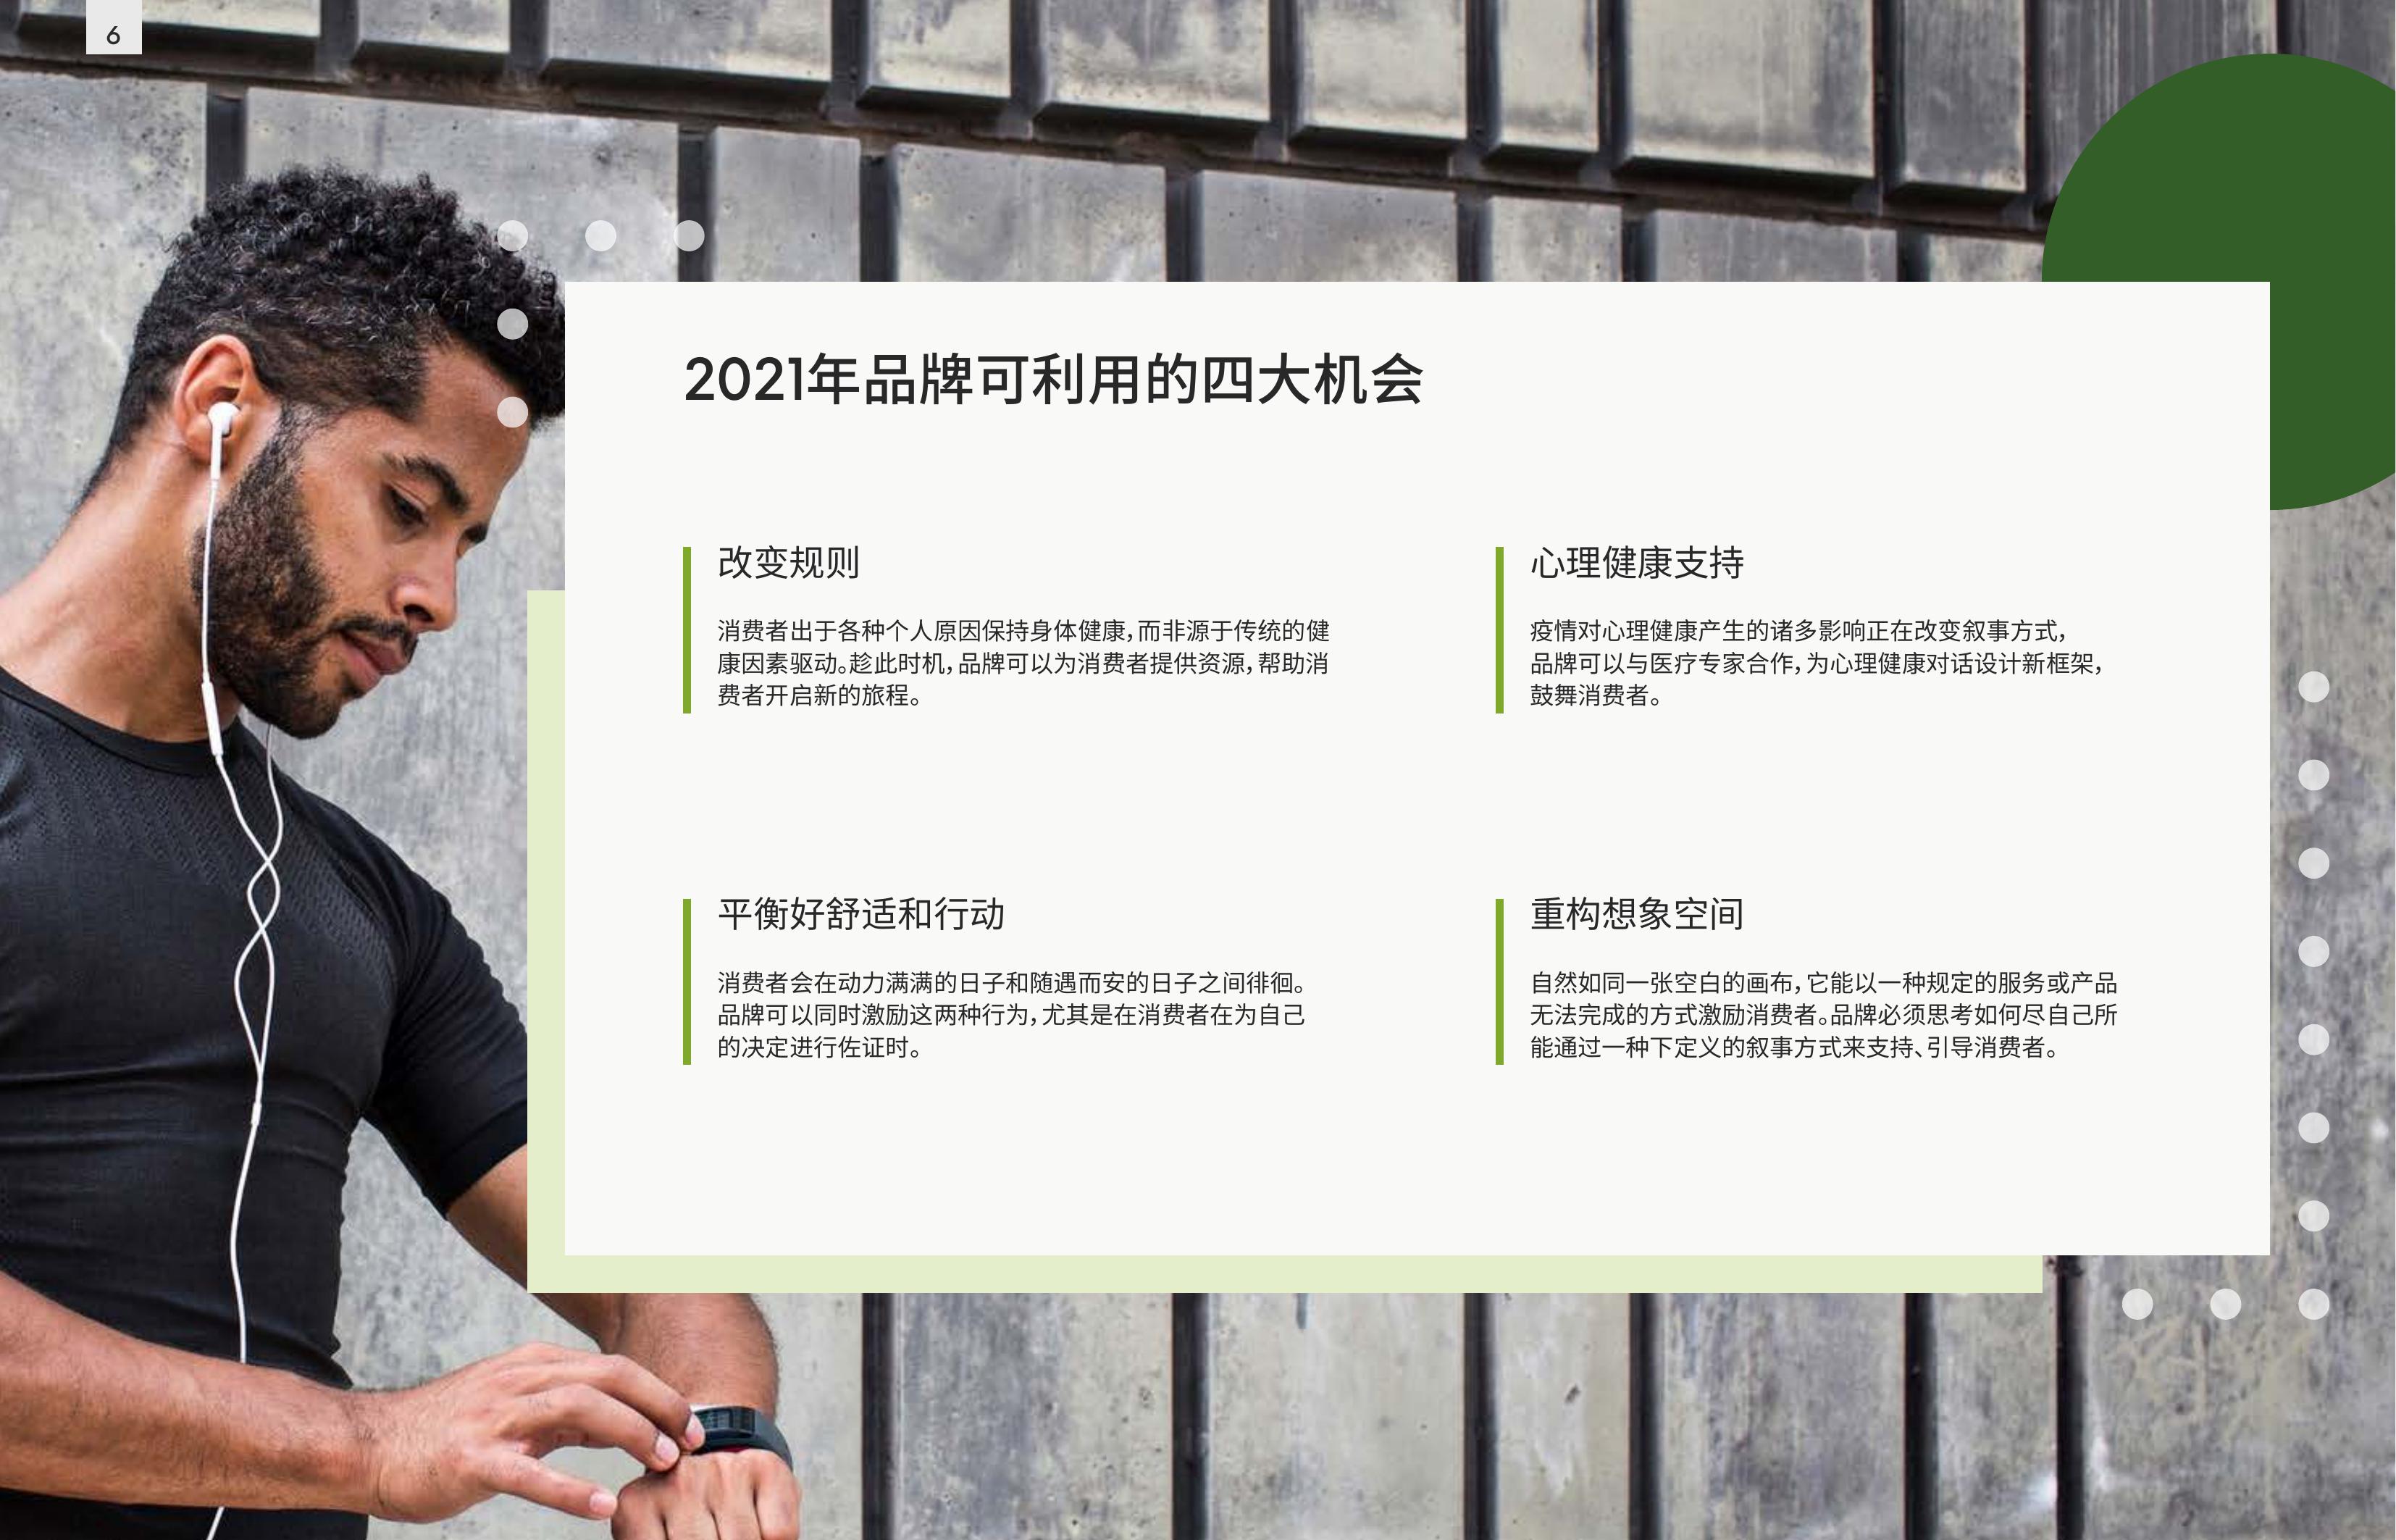 6
2021年品牌可利用的四大机会
改变规则
消费者出于各种个人原因保持身体健康，而非源于传统的健
康因素驱动。趁此时机，品牌可以为消费者提供资源，帮助消
费者开启新的旅程。
心理健康支持
疫情对心理健康产生的诸多影响正在改变叙事方式，
品牌可以与医疗专家合作，为心理健康对话设计新框架，
鼓舞消费者。
平衡好舒适和行动
消费者会在动力满满的日子和随遇而安的日子之间徘徊。
品牌可以同时激励这两种行为，尤其是在消费者在为自己
的决定进行佐证时。
重构想象空间
自然如同一张空白的画布，它能以一种规定的服务或产品
无法完成的方式激励消费者。品牌必须思考如何尽自己所
能通过一种下定义的叙事方式来支持、引导消费者。